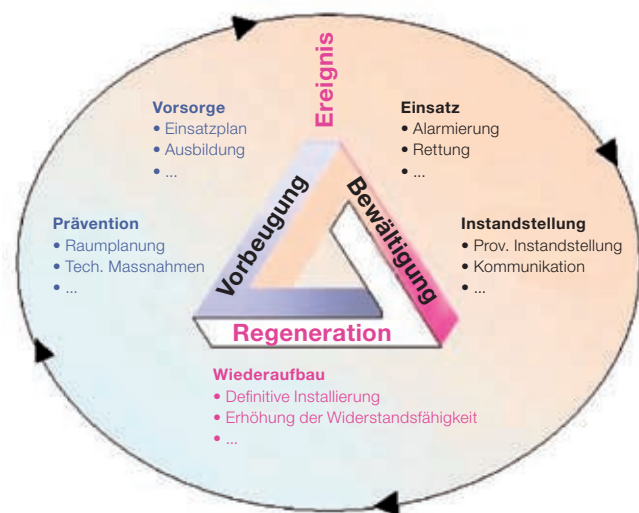 Ereignis
Vorsorge
• Einsatzplan
• Ausbildung
• ...
Einsatz
• Alarmierung
• Rettung
• ...
Prävention
• Raumplanung
• Tech. Massnahmen
• ...
Vorbeugung
Bewältigung
Instandstellung
• Prov. Instandstellung
• Kommunikation
• ...
Regeneration
Wiederaufbau
• Definitive Installierung
• Erhöhung der Widerstandsfähigkeit
• ...